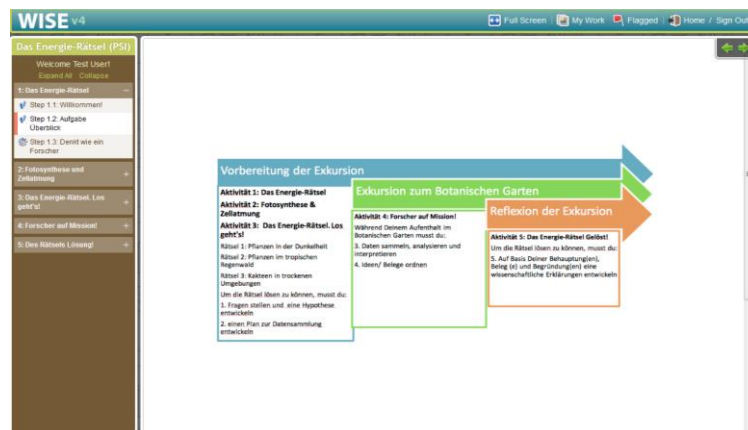 WISE v4
Full Screen
My Work
Flagged
Home / Sign Out
Das Energie-Rätsel (PSI)
Welcome Test User!
Expand All Collapse
1: Das Energie-Rätsel
Step 1.1: Willkommen!
Step 1.2: Aufgabe
Überblick
Step 1.3: Denkt wie ein
Forscher
2: Fotosynthese und
Zellatmung
3: Das Energie-Rätsel. Los
geht's!
4: Forscher auf Mission!
5: Des Rätsels Lösung!
Vorbereitung der Exkursion
Aktivität 1: Das Energie-Rätsel
Aktivität 2: Fotosynthese &
Zellatmung
Aktivität 3: Das Energie-Rätsel. Los
geht's!
Rätsel 1: Pflanzen in der Dunkelheit
Rätsel 2: Pflanzen im tropischen
Regenwald
Rätsel 3: Kakteen in trockenen
Umgebungen
Um die Rätsel lösen zu können, musst du:
1. Fragen stellen und eine Hypothese
entwickeln
2. einen Plan zur Datensammlung
entwickeln
Exkursion zum Botanischen Garten
Aktivität 4: Forscher auf Mission!
Während Deinem Aufenthalt im
Botanischen Garten musst du:
3. Daten sammeln, analysieren und
interpretieren
4. Ideen/ Belege ordnen
Reflexion der Exkursion
Aktivität 5: Das Energie-Rätsel Gelöst!
Um die Rätsel lösen zu können, musst du:
5. Auf Basis Deiner Behauptung(en),
Beleg (e) und Begründung(en) eine
wissenschaftliche Erklärungen entwickeln